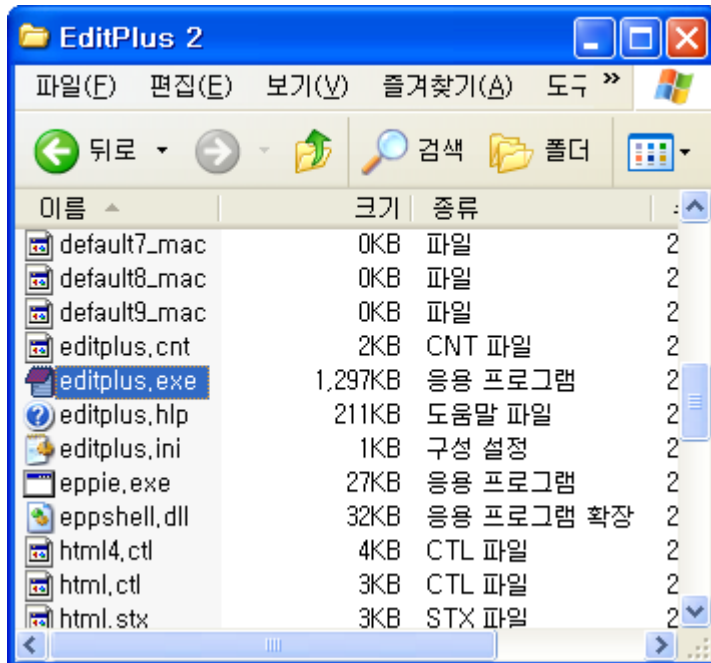 EditPlus 2
파일(F) 편집(E) 보기(V) 즐겨찾기(A) 도구 »
뒤로 검색 폴더
이름 크기 종류
default7_mac 0KB 파일 2
default8_mac 0KB 파일 2
default9_mac 0KB 파일 2
editplus.cnt 2KB CNT 파일 2
editplus.exe 1,297KB 응용 프로그램 2
editplus.hlp 211KB 도움말 파일 2
editplus.ini 1KB 구성 설정 2
eppie.exe 27KB 응용 프로그램 2
eppshell.dll 32KB 응용 프로그램 확장 2
html4.ctl 4KB CTL 파일 2
html.ctl 3KB CTL 파일 2
html.stx 3KB STX 파일 2